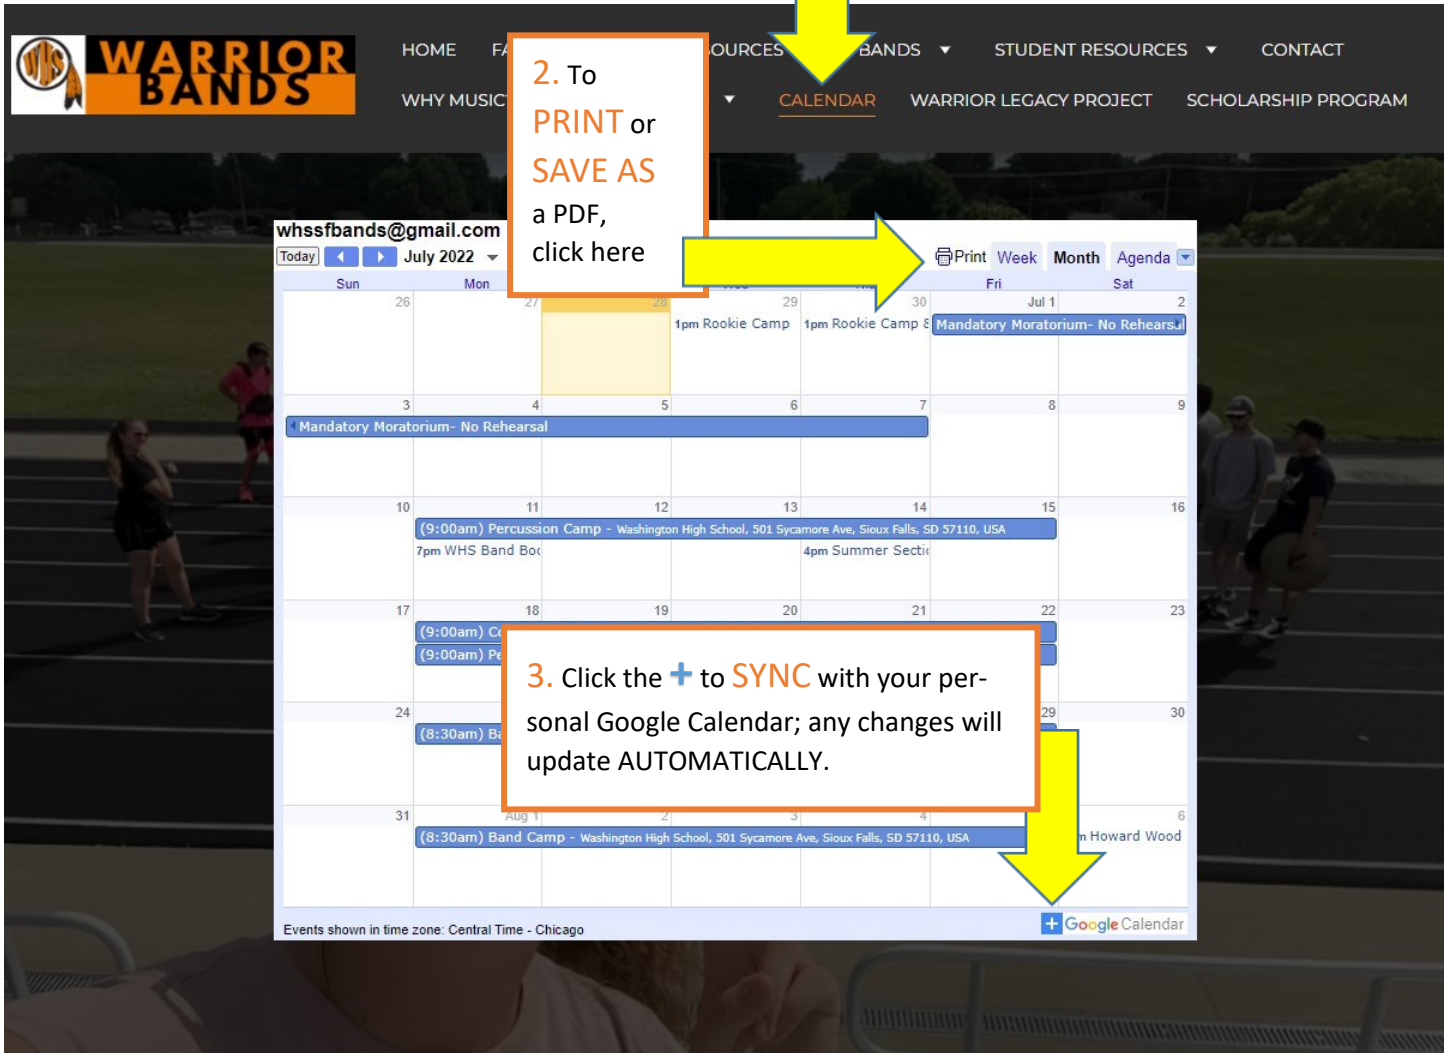 WHS
WARRIOR
BANDS
HOME
BANDS ▼
STUDENT RESOURCES ▼
CONTACT
WHY MUSIC?
▼
CALENDAR
WARRIOR LEGACY PROJECT
SCHOLARSHIP PROGRAM
2. To
PRINT or
SAVE AS
a PDF,
click here
whssfbands@gmail.com
Today July 2022
Print Week Month Agenda
Sun Mon Fri Sat
26 27 28 29 30 Jul 1 2
1pm Rookie Camp 1pm Rookie Camp & Mandatory Moratorium- No Rehearsal
3 4 5 6 7 8 9
Mandatory Moratorium- No Rehearsal
10 11 12 13 14 15 16
(9:00am) Percussion Camp - Washington High School, 501 Sycamore Ave, Sioux Falls, SD 57110, USA
7pm WHS Band Boo 4pm Summer Sectio
17 18 19 20 21 22 23
(9:00am)
(9:00am) Pe
3. Click the + to SYNC with your per-
sonal Google Calendar; any changes will
update AUTOMATICALLY.
24 29 30
(8:30am) Ba
31 Aug 1 2 3 4 6
(8:30am) Band Camp - Washington High School, 501 Sycamore Ave, Sioux Falls, SD 57110, USA Howard Wood
Events shown in time zone: Central Time - Chicago
+ Google Calendar